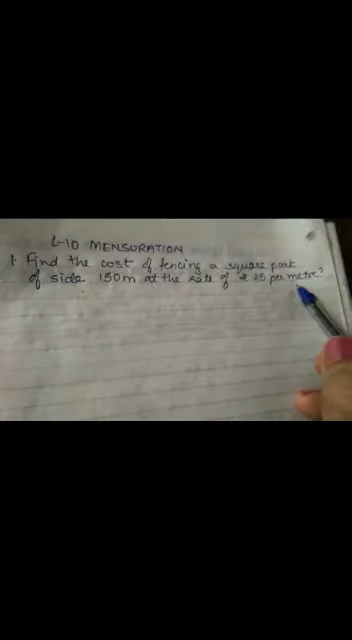 L-10 MENSURATION
1. Find the cost of fencing a square park
of side 150m at the rate of ₹ 25 per metre?